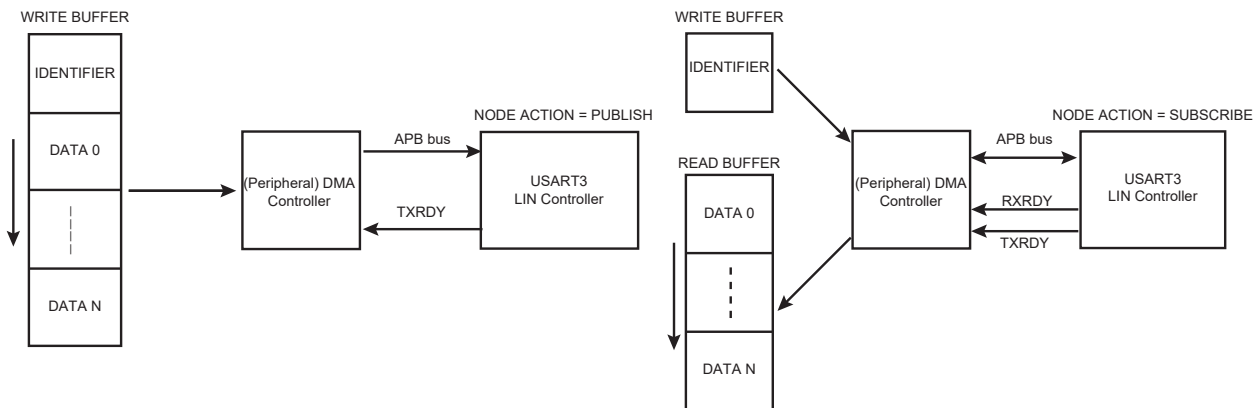 WRITE BUFFER
IDENTIFIER
DATA 0
DATA N
(Peripheral) DMA
Controller
APB bus
TXRDY
NODE ACTION = PUBLISH
USART3
LIN Controller
WRITE BUFFER
IDENTIFIER
READ BUFFER
DATA 0
DATA N
(Peripheral) DMA
Controller
APB bus
RXRDY
TXRDY
NODE ACTION = SUBSCRIBE
USART3
LIN Controller